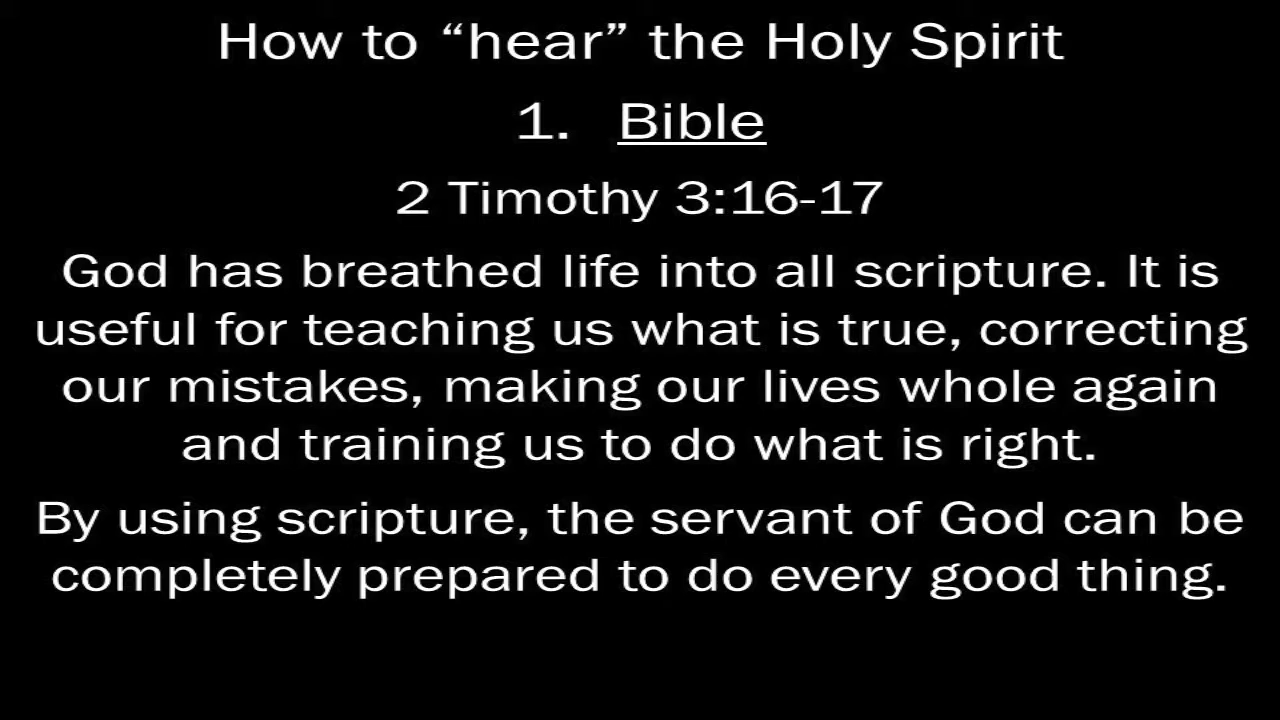 How to “hear” the Holy Spirit
1. Bible
2 Timothy 3:16-17
God has breathed life into all scripture. It is
useful for teaching us what is true, correcting
our mistakes, making our lives whole again
and training us to do what is right.
By using scripture, the servant of God can be
completely prepared to do every good thing.